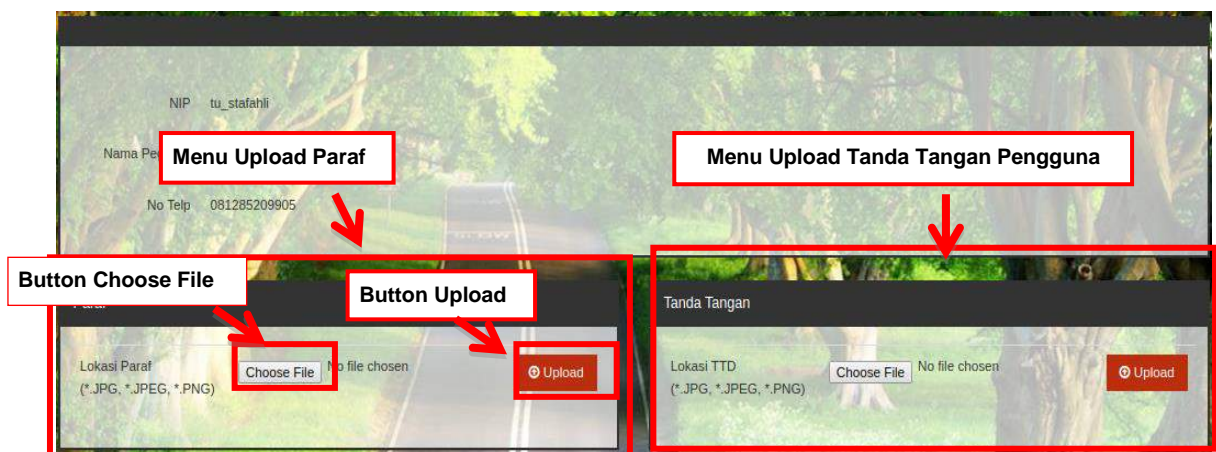 NIP tu_stafahli
Menu Upload Paraf
Menu Upload Tanda Tangan Pengguna
Nama
No Telp 081285209905
Button Choose File
Button Upload
Paraf
Tanda Tangan
Lokasi Paraf
(*.JPG, *.JPEG, *.PNG)
Choose File No file chosen
Upload
Lokasi TTD
(*.JPG, *.JPEG, *.PNG)
Choose File No file chosen
Upload